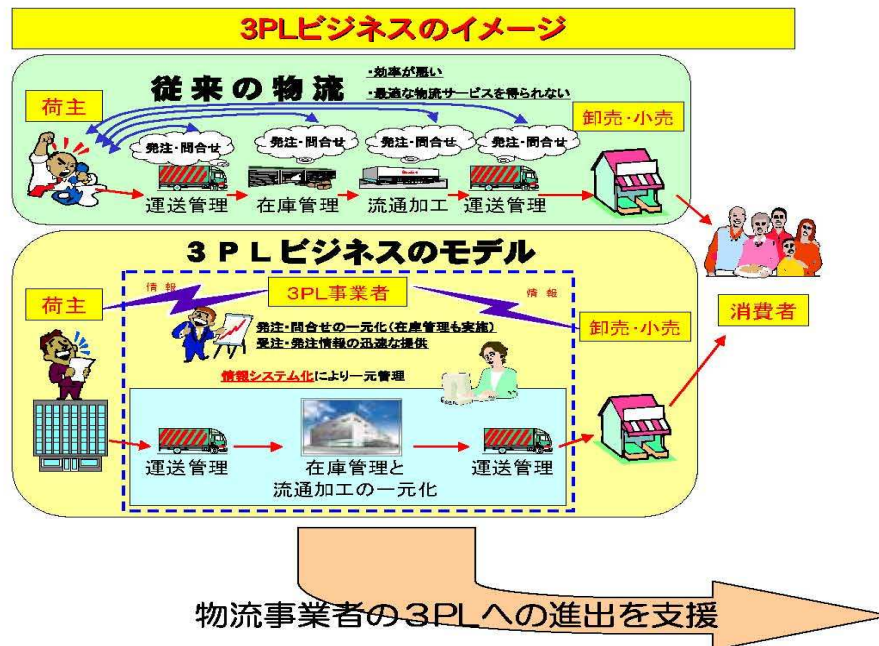 3PLビジネスのイメージ
従来の物流
・効率が悪い
・最適な物流サービスを得られない
荷主
卸売・小売
発注・問合せ
発注・問合せ
発注・問合せ
発注・問合せ
運送管理
在庫管理
流通加工
運送管理
3PLビジネスのモデル
情報
情報
荷主
3PL事業者
卸売・小売
消費者
発注・問合せの一元化(在庫管理も実施)
受注・発注情報の迅速な提供
情報システム化により一元管理
運送管理
在庫管理と
流通加工の一元化
運送管理
物流事業者の3PLへの進出を支援